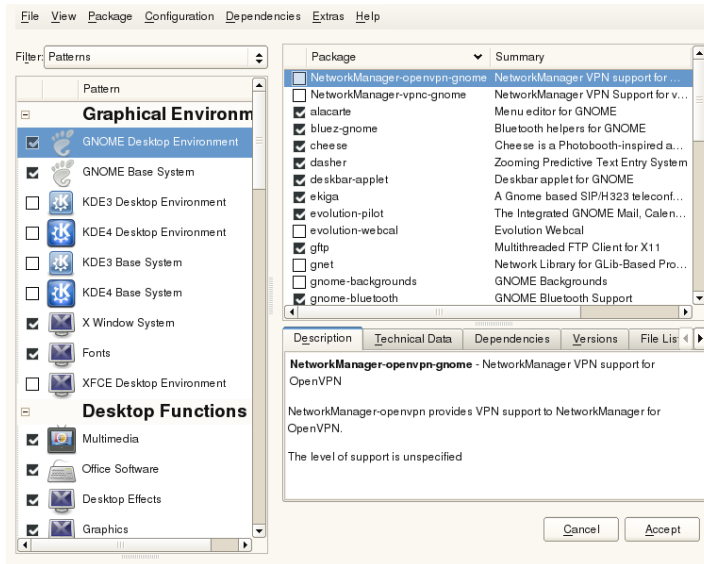 File View Package Configuration Dependencies Extras Help
Filter: Patterns
Pattern
Graphical Environm
GNOME Desktop Environment
GNOME Base System
KDE3 Desktop Environment
KDE4 Desktop Environment
KDE3 Base System
KDE4 Base System
X Window System
Fonts
XFCE Desktop Environment
Desktop Functions
Multimedia
Office Software
Desktop Effects
Graphics
Package Summary
NetworkManager-openvpn-gnome NetworkManager VPN support for ...
NetworkManager-vpnc-gnome NetworkManager VPN Support for v...
alacarte Menu editor for GNOME
bluez-gnome Bluetooth helpers for GNOME
cheese Cheese is a Photobooth-inspired a...
dasher Zooming Predictive Text Entry System
deskbar-applet Deskbar applet for GNOME
ekiga A Gnome based SIP/H323 teleconf...
evolution-pilot The Integrated GNOME Mail, Calen...
evolution-webcal Evolution Webcal
gftp Multithreaded FTP Client for X11
gnet Network Library for GLib-Based Pro...
gnome-backgrounds GNOME Backgrounds
gnome-bluetooth GNOME Bluetooth Support
Description Technical Data Dependencies Versions File Lis
NetworkManager-openvpn-gnome - NetworkManager VPN support for
OpenVPN
NetworkManager-openvpn provides VPN support to NetworkManager for
OpenVPN.
The level of support is unspecified
Cancel Accept